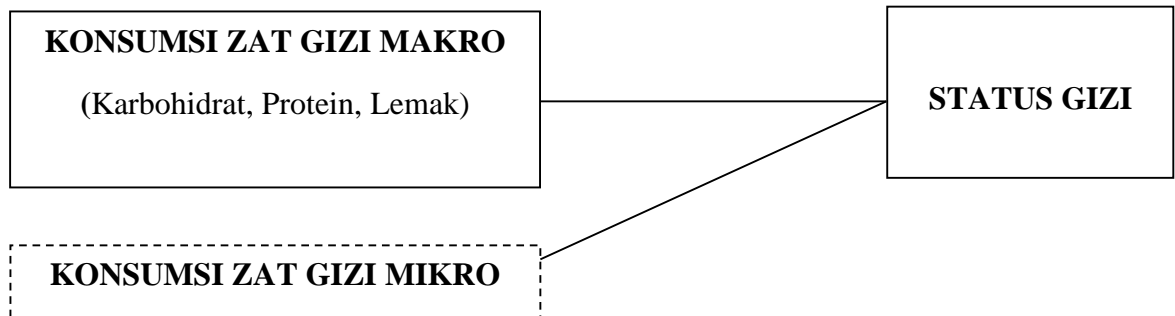 KONSUMSI ZAT GIZI MAKRO
(Karbohidrat, Protein, Lemak)
STATUS GIZI
KONSUMSI ZAT GIZI MIKRO